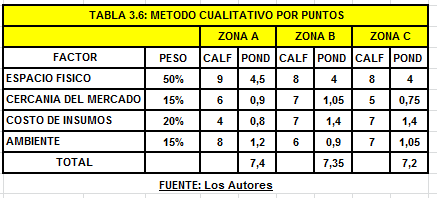 TABLA 3.6: METODO CUALITATIVO POR PUNTOS
ZONA A ZONA B ZONA C
FACTOR PESO CALF POND CALF POND CALF POND
ESPACIO FISICO 50% 9 4,5 8 4 8 4
CERCANIA DEL MERCADO 15% 6 0,9 7 1,05 5 0,75
COSTO DE INSUMOS 20% 4 0,8 7 1,4 7 1,4
AMBIENTE 15% 8 1,2 6 0,9 7 1,05
TOTAL 7,4 7,35 7,2
FUENTE: Los Autores